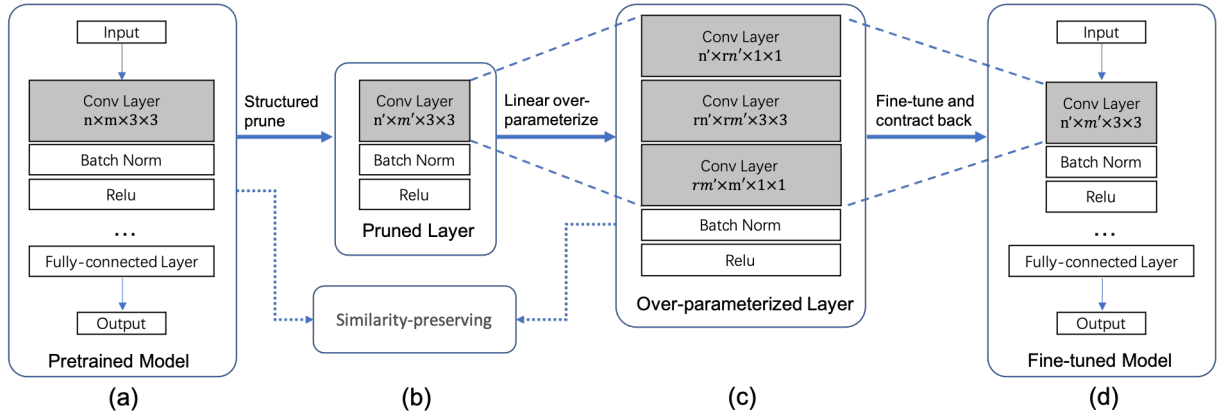 Input
Conv Layer
n×m×3×3
Batch Norm
Relu
...
Fully-connected Layer
Output
Pretrained Model
(a)
Structured
prune
Conv Layer
n′×m′×3×3
Batch Norm
Relu
Pruned Layer
(b)
Similarity-preserving
Linear over-
parameterize
Conv Layer
n′×rn′×1×1
Conv Layer
rn′×rm′×3×3
Conv Layer
rm′×m′×1×1
Batch Norm
Relu
Over-parameterized Layer
(c)
Fine-tune and
contract back
Input
Conv Layer
n′×m′×3×3
Batch Norm
Relu
...
Fully-connected Layer
Output
Fine-tuned Model
(d)